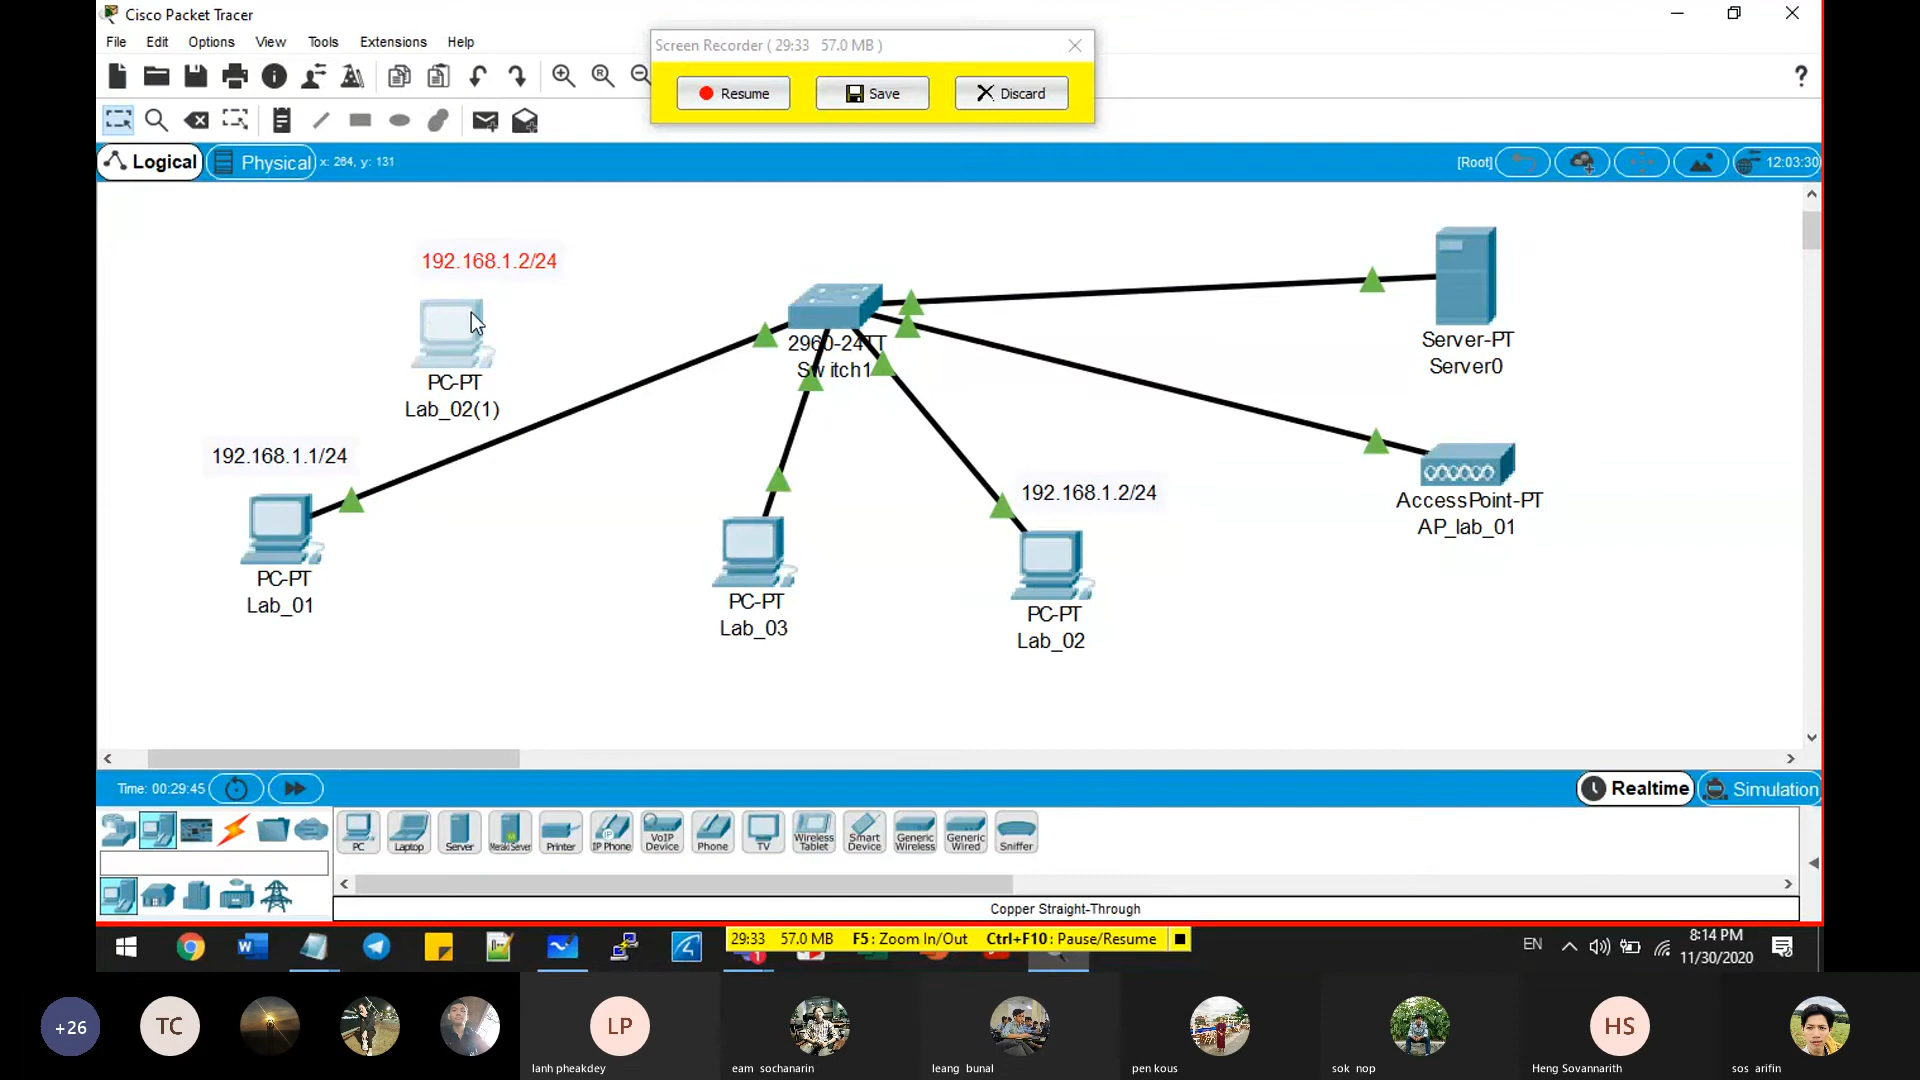 Cisco Packet Tracer
File Edit Options View Tools Extensions Help
Screen Recorder ( 29:33 57.0 MB )
Resume Save Discard
?
Logical Physical x: 264, y: 131
[Root] 12:03:30
192.168.1.2/24
PC-PT
Lab_02(1)
192.168.1.1/24
PC-PT
Lab_01
2960-24TT
Switch1
PC-PT
Lab_03
192.168.1.2/24
PC-PT
Lab_02
Server-PT
Server0
AccessPoint-PT
AP_lab_01
Time: 00:29:45
Realtime Simulation
PC
Laptop
Server
Meraki Server
Printer
IP Phone
VoIP Device
Phone
TV
Wireless Tablet
Smart Device
Generic Wireless
Generic Wired
Sniffer
Copper Straight-Through
29:33 57.0 MB F5: Zoom In/Out Ctrl+F10: Pause/Resume
EN
8:14 PM
11/30/2020
+26
TC
LP
lanh pheakdey
eam sochanarin
leang bunal
pen kous
sok nop
HS
Heng Sovannarith
sos arifin